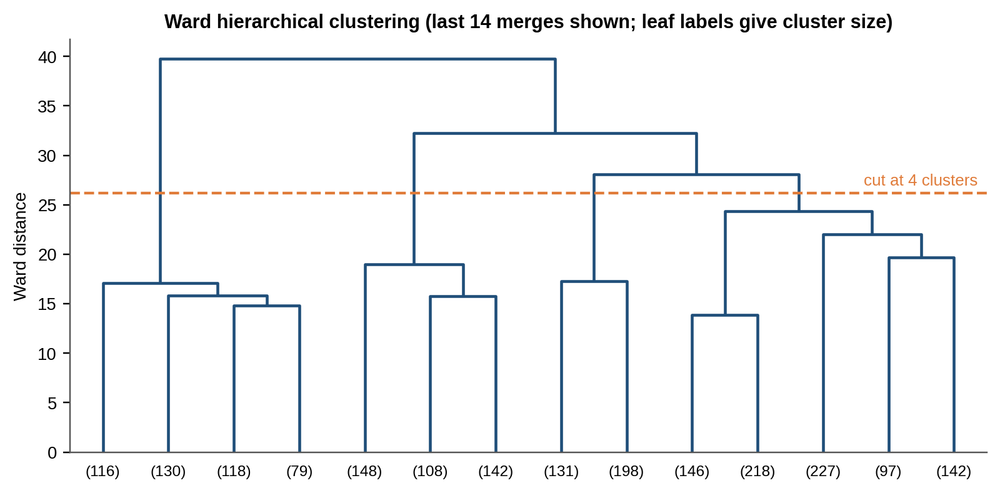 Ward hierarchical clustering (last 14 merges shown; leaf labels give cluster size)
40
35
30
25
20
15
10
5
0
Ward distance
cut at 4 clusters
(116) (130) (118) (79) (148) (108) (142) (131) (198) (146) (218) (227) (97) (142)